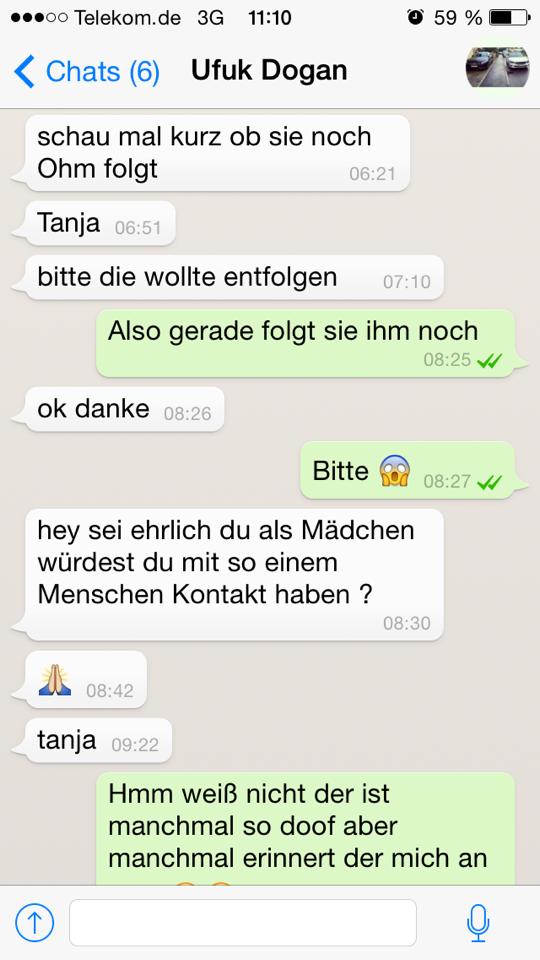 Telekom.de 3G 11:10 59 %
Chats (6) Ufuk Dogan
schau mal kurz ob sie noch
Ohm folgt 06:21
Tanja 06:51
bitte die wollte entfolgen 07:10
Also gerade folgt sie ihm noch
08:25
ok danke 08:26
Bitte 😱 08:27
hey sei ehrlich du als Mädchen
würdest du mit so einem
Menschen Kontakt haben ?
08:30
🙏 08:42
tanja 09:22
Hmm weiß nicht der ist
manchmal so doof aber
manchmal erinnert der mich an